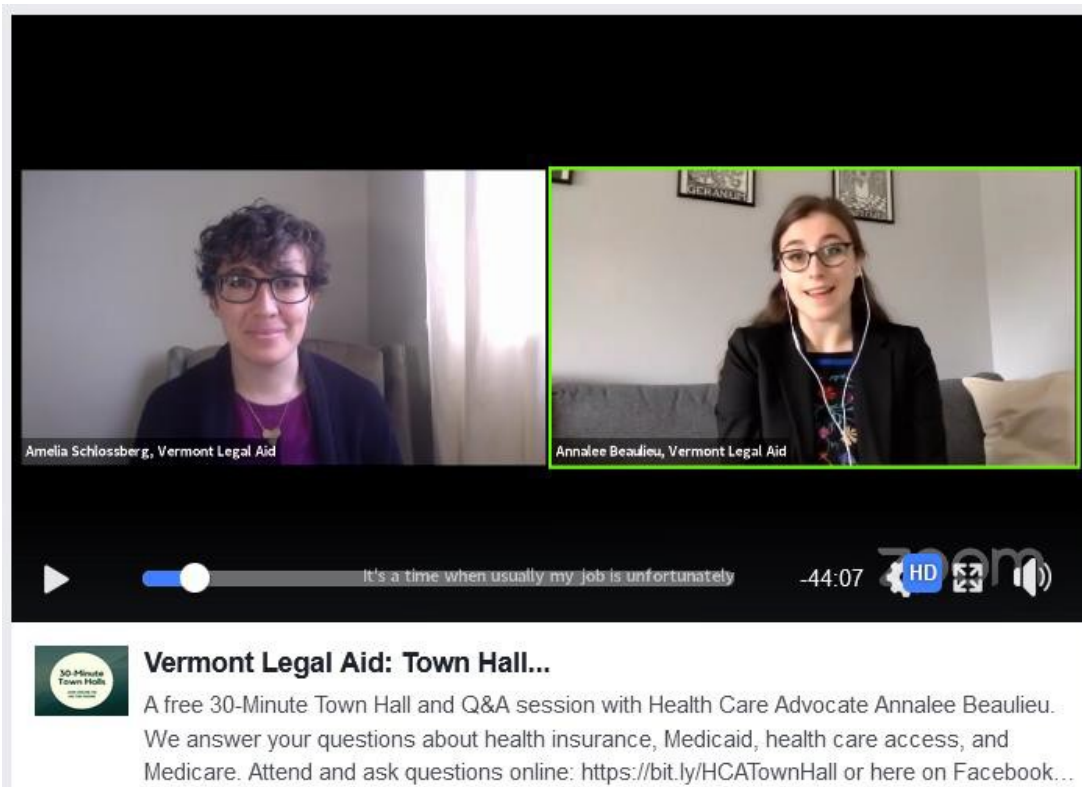 GERANIUM
Amelia Schlossberg, Vermont Legal Aid
Annalee Beaulieu, Vermont Legal Aid
It's a time when usually my job is unfortunately
-44:07
zoom
HD
30-Minute
Town Halls
Vermont Legal Aid: Town Hall...
A free 30-Minute Town Hall and Q&A session with Health Care Advocate Annalee Beaulieu.
We answer your questions about health insurance, Medicaid, health care access, and
Medicare. Attend and ask questions online: https://bit.ly/HCATownHall or here on Facebook...